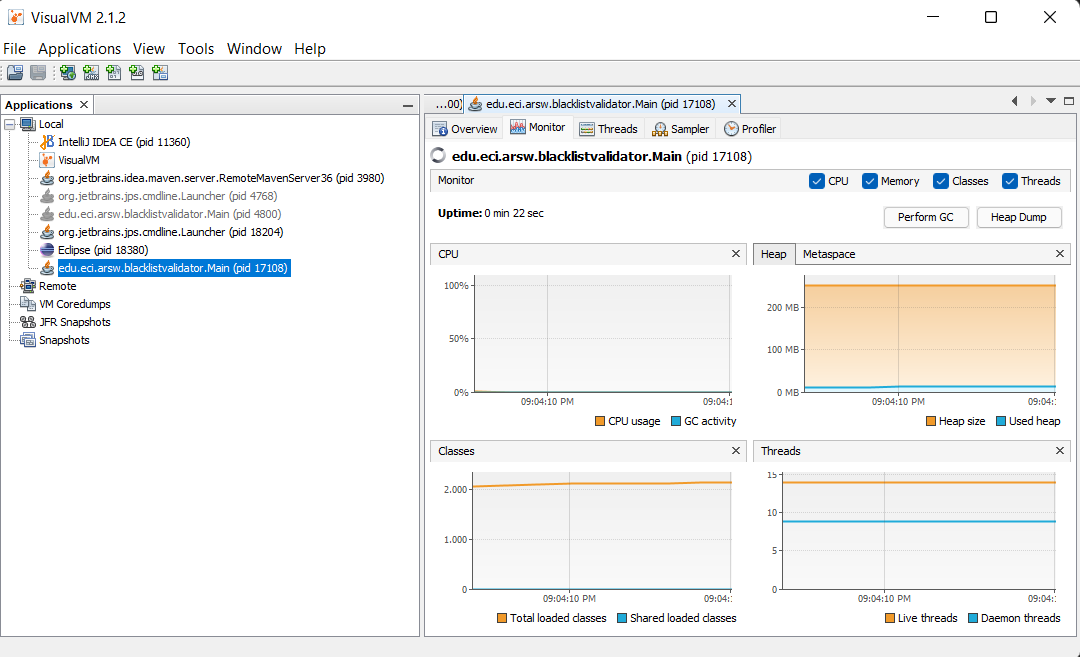 VisualVM 2.1.2
File Applications View Tools Window Help
Applications
Local
IntelliJ IDEA CE (pid 11360)
VisualVM
org.jetbrains.idea.maven.server.RemoteMavenServer36 (pid 3980)
org.jetbrains.jps.cmdline.Launcher (pid 4768)
edu.eci.arsw.blacklistvalidator.Main (pid 4800)
org.jetbrains.jps.cmdline.Launcher (pid 18204)
Eclipse (pid 18380)
edu.eci.arsw.blacklistvalidator.Main (pid 17108)
Remote
VM Coredumps
JFR Snapshots
Snapshots
...00) edu.eci.arsw.blacklistvalidator.Main (pid 17108)
Overview Monitor Threads Sampler Profiler
edu.eci.arsw.blacklistvalidator.Main (pid 17108)
Monitor CPU Memory Classes Threads
Uptime: 0 min 22 sec
Perform GC Heap Dump
CPU
100%
50%
0%
09:04:10 PM 09:04:1
CPU usage GC activity
Heap Metaspace
200 MB
100 MB
0 MB
09:04:10 PM 09:04:
Heap size Used heap
Classes
2.000
1.000
0
09:04:10 PM 09:04:
Total loaded classes Shared loaded classes
Threads
15
10
5
0
09:04:10 PM 09:04:
Live threads Daemon threads